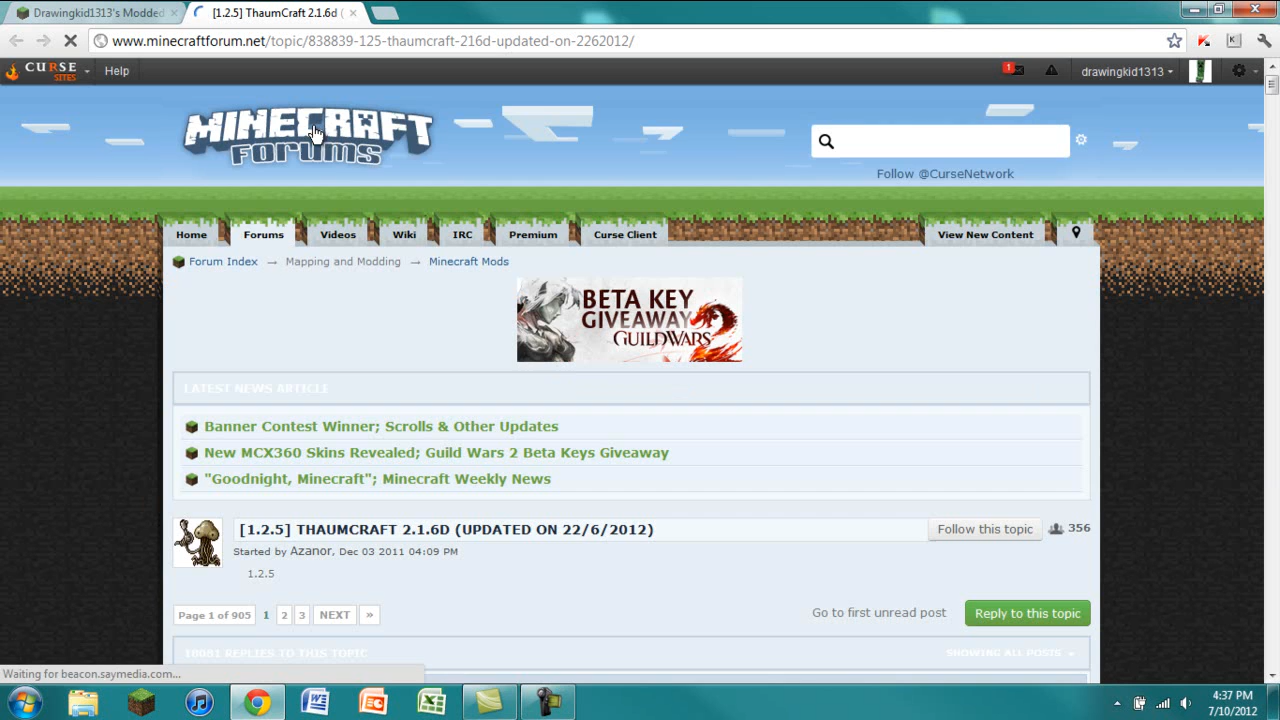 Drawingkid1313's Modded
[1.2.5] ThaumCraft 2.1.6d (
www.minecraftforum.net/topic/838839-125-thaumcraft-216d-updated-on-2262012/
CURSE SITES Help 1 drawingkid1313
MINECRAFT
FORUMS
Follow @CurseNetwork
Home Forums Videos Wiki IRC Premium Curse Client View New Content
Forum Index → Mapping and Modding → Minecraft Mods
BETA KEY
GIVEAWAY
GUILDWARS
LATEST NEWS ARTICLE
Banner Contest Winner; Scrolls & Other Updates
New MCX360 Skins Revealed; Guild Wars 2 Beta Keys Giveaway
"Goodnight, Minecraft"; Minecraft Weekly News
[1.2.5] THAUMCRAFT 2.1.6D (UPDATED ON 22/6/2012) Follow this topic 356
Started by Azanor, Dec 03 2011 04:09 PM
1.2.5
Page 1 of 905 1 2 3 NEXT » Go to first unread post Reply to this topic
18081 REPLIES TO THIS TOPIC SHOWING ALL POSTS
Waiting for beacon.saymedia.com...
4:37 PM
7/10/2012